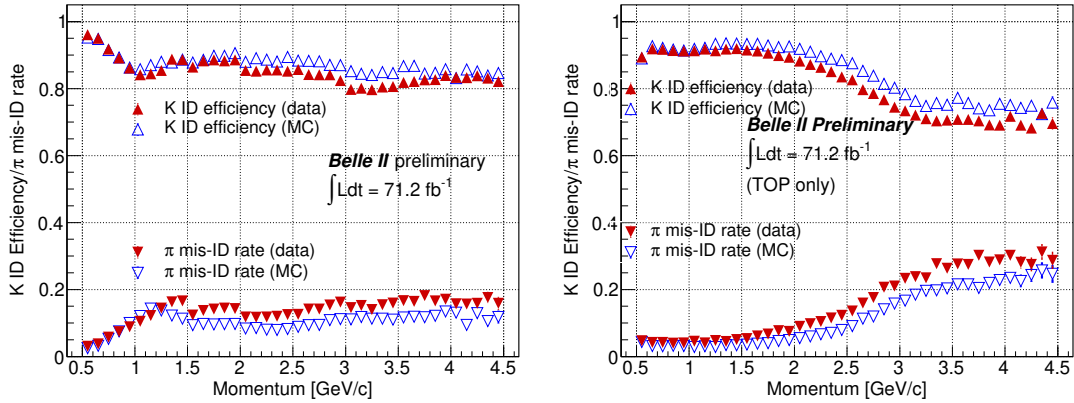 K ID Efficiency/π mis-ID rate
1
0.8
0.6
0.4
0.2
0
K ID efficiency (data)
K ID efficiency (MC)
Belle II preliminary
∫Ldt = 71.2 fb⁻¹
π mis-ID rate (data)
π mis-ID rate (MC)
0.5 1 1.5 2 2.5 3 3.5 4 4.5
Momentum [GeV/c]
K ID Efficiency/π mis-ID rate
1
0.8
0.6
0.4
0.2
0
K ID efficiency (data)
K ID efficiency (MC)
Belle II Preliminary
∫Ldt = 71.2 fb⁻¹
(TOP only)
π mis-ID rate (data)
π mis-ID rate (MC)
0.5 1 1.5 2 2.5 3 3.5 4 4.5
Momentum [GeV/c]